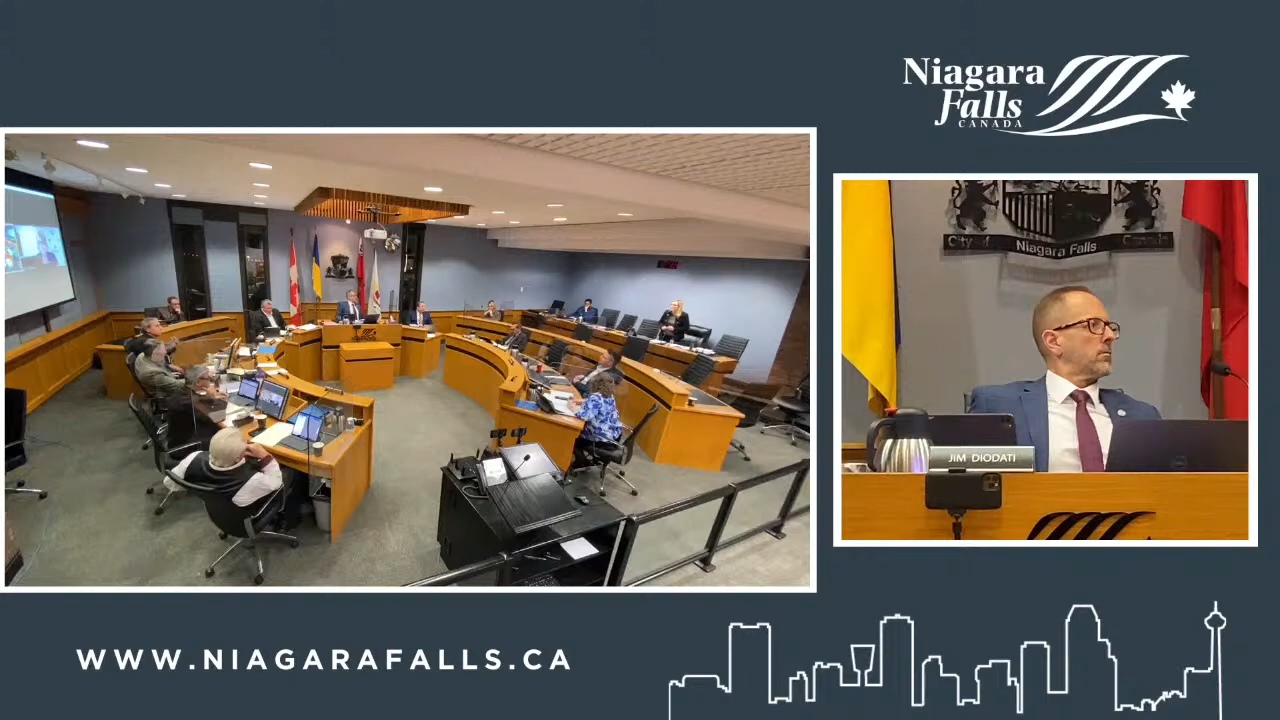 Niagara
Falls
CANADA
City of
Niagara Falls
Canada
JIM DIODATI
WWW.NIAGARAFALLS.CA